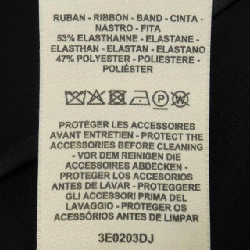 RUBAN - RIBBON - BAND - CINTA
NASTRO - FITA
53% ELASTHANNE - ELASTANE -
ELASTHAN - ELASTAN - ELASTANO
47% POLYESTER - POLIESTERE -
POLIÉSTER
P W
PROTÉGER LES ACCESSOIRES
AVANT ENTRETIEN - PROTECT THE
ACCESSORIES BEFORE CLEANING
- VOR DEM REINIGEN DIE
ACCESSOIRES ABDECKEN -
PROTEGER LOS ACCESORIOS
ANTES DE LAVAR - PROTEGGERE
GLI ACCESSORI PRIMA DEL
LAVAGGIO - PROTEGER OS
ACESSÓRIOS ANTES DE LIMPAR
3E0203DJ